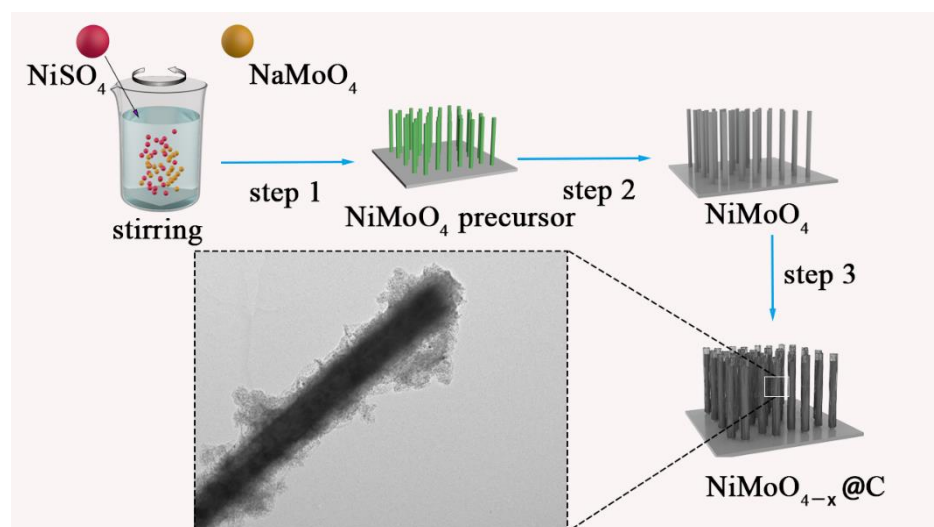 NiSO₄
NaMoO₄
stirring
step 1
NiMoO₄ precursor
step 2
NiMoO₄
step 3
NiMoO₄₋ₓ@C